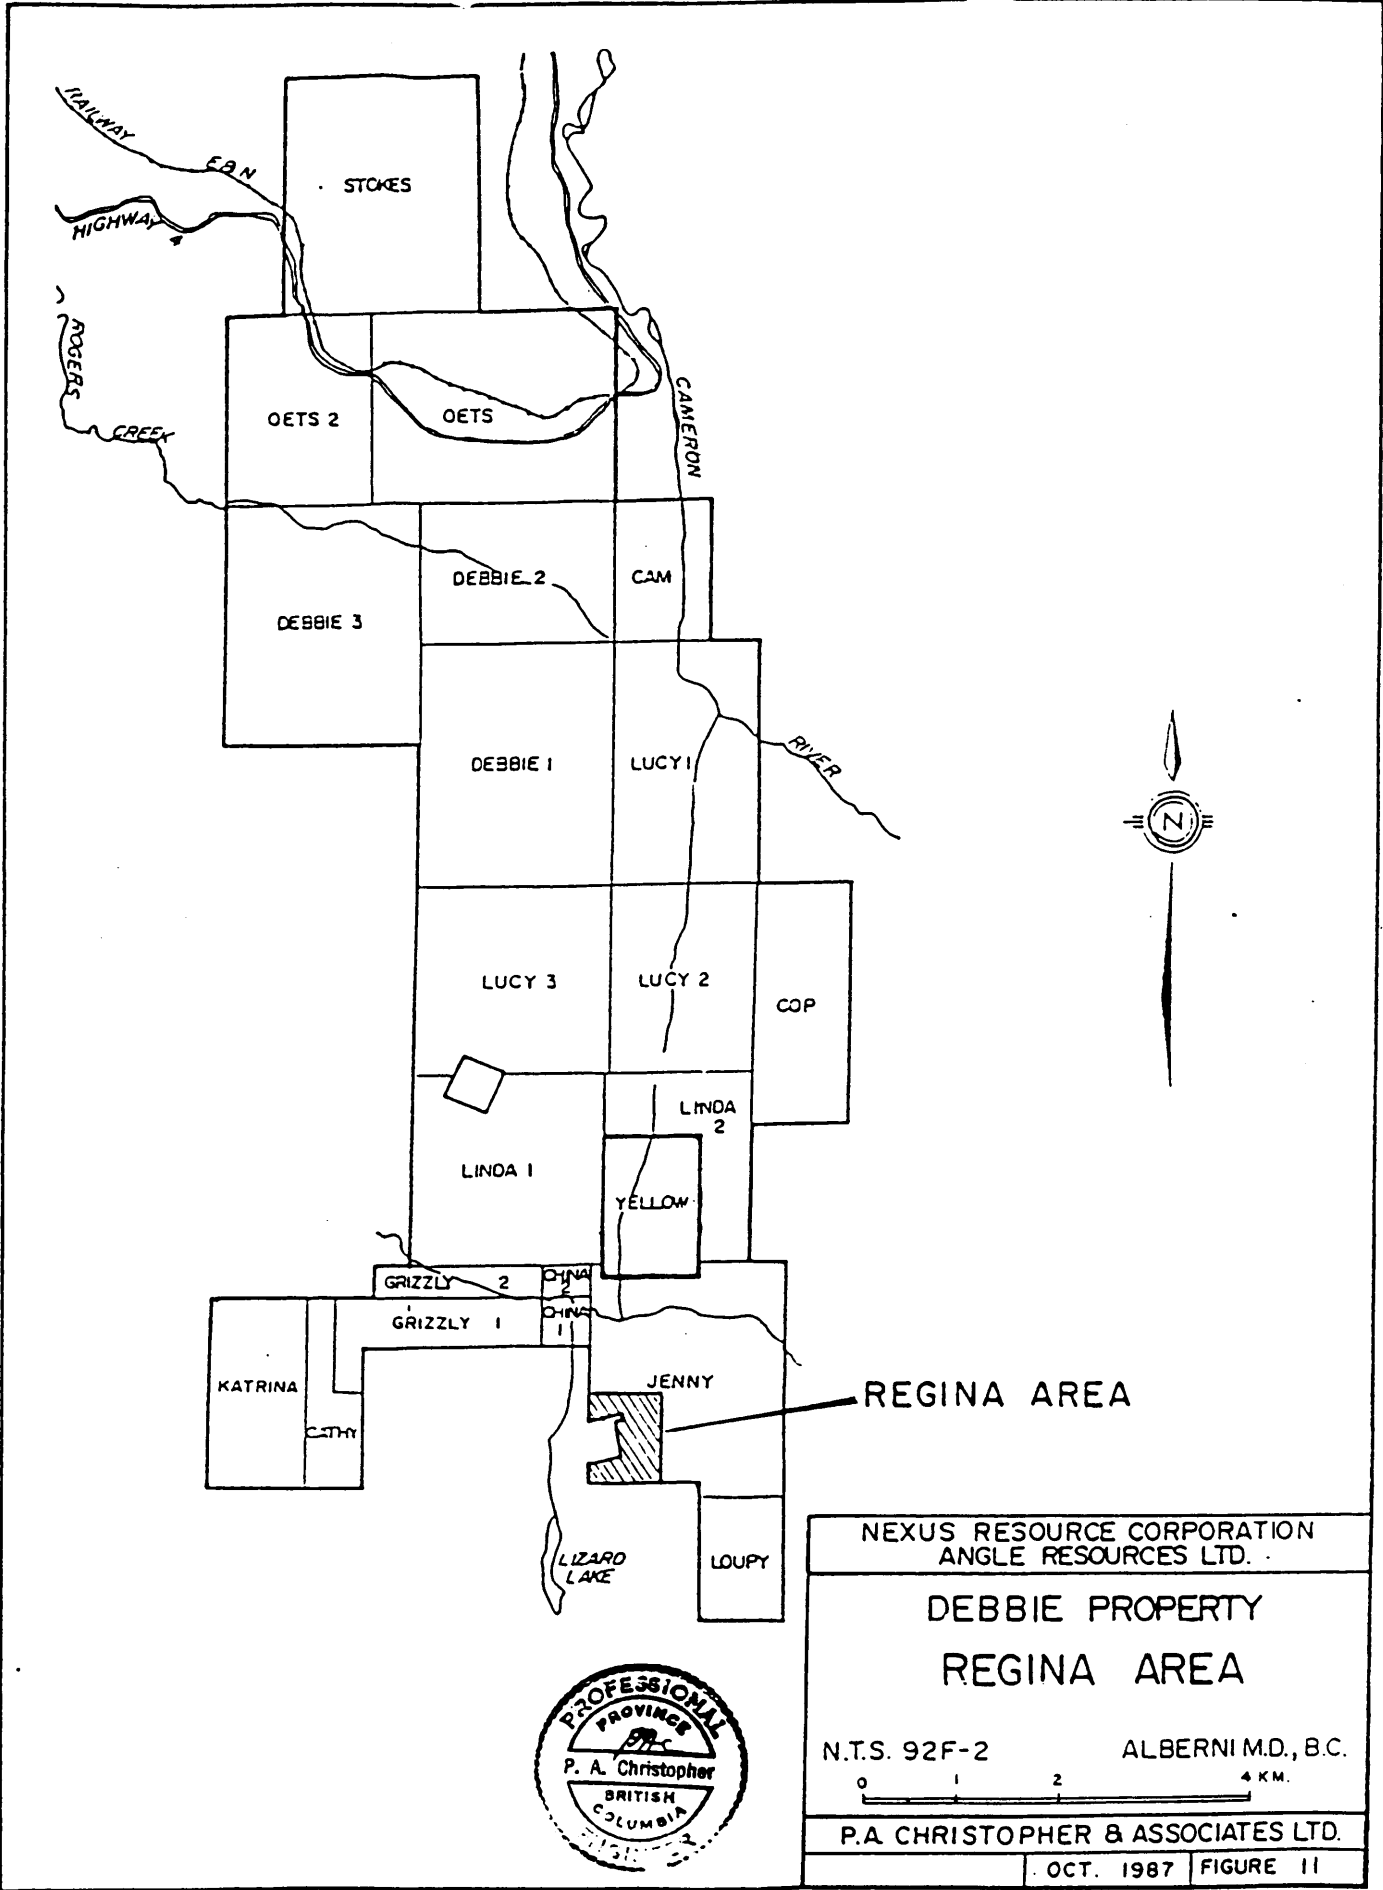 RAILWAY
E&N
STOKES
HIGHWAY 4
ROGERS
CREEK
CAMERON
OETS 2
OETS
DEBBIE 2
CAM
DEBBIE 3
DEBBIE 1
LUCY 1
RIVER
N
LUCY 3
LUCY 2
COP
LINDA
2
LINDA 1
YELLOW
GRIZZLY 2
CHINA
2
GRIZZLY 1
CHINA
1
KATRINA
CATHY
JENNY
REGINA AREA
LIZARD
LAKE
LOUPY
NEXUS RESOURCE CORPORATION
ANGLE RESOURCES LTD.
DEBBIE PROPERTY
REGINA AREA
N.T.S. 92F-2 ALBERNI M.D., B.C.
0 1 2 4 KM.
P.A. CHRISTOPHER & ASSOCIATES LTD.
OCT. 1987 FIGURE 11
PROFESSIONAL
PROVINCE
P. A. Christopher
BRITISH
COLUMBIA